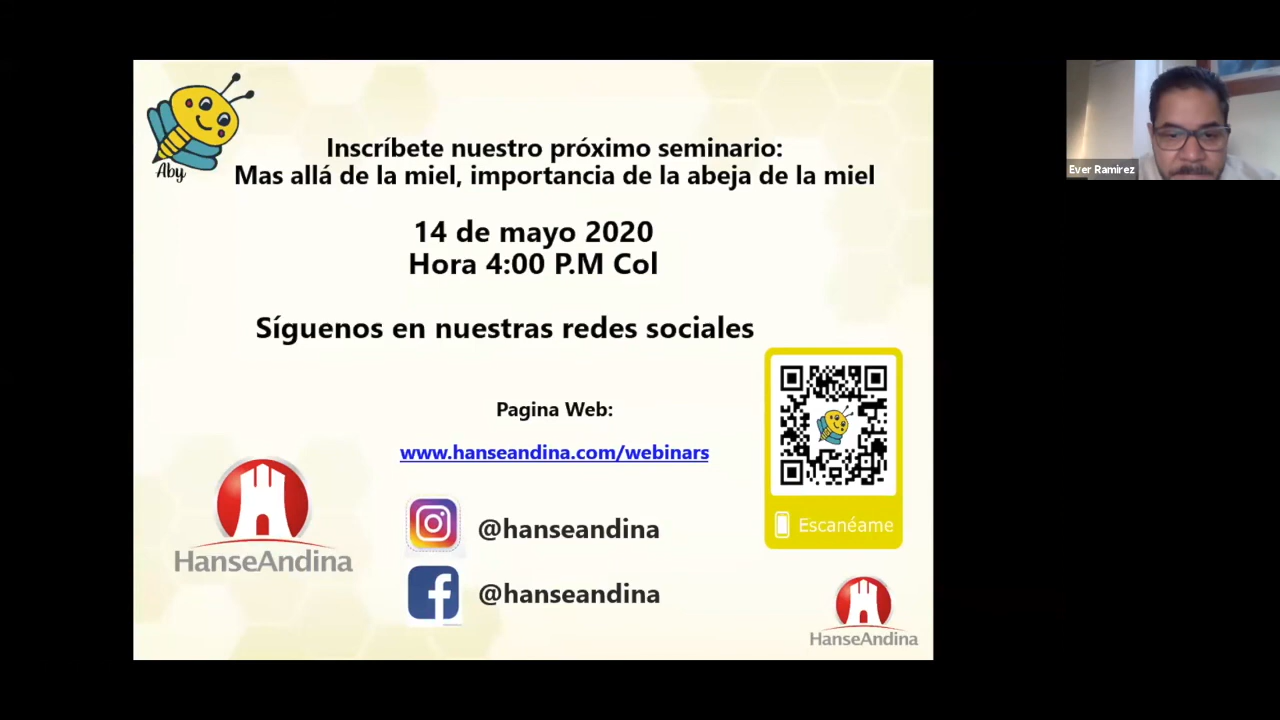 Aby
Inscríbete nuestro próximo seminario:
Mas allá de la miel, importancia de la abeja de la miel
14 de mayo 2020
Hora 4:00 P.M Col
Síguenos en nuestras redes sociales
Pagina Web:
www.hanseandina.com/webinars
@hanseandina
@hanseandina
HanseAndina
Escanéame
HanseAndina
Ever Ramirez